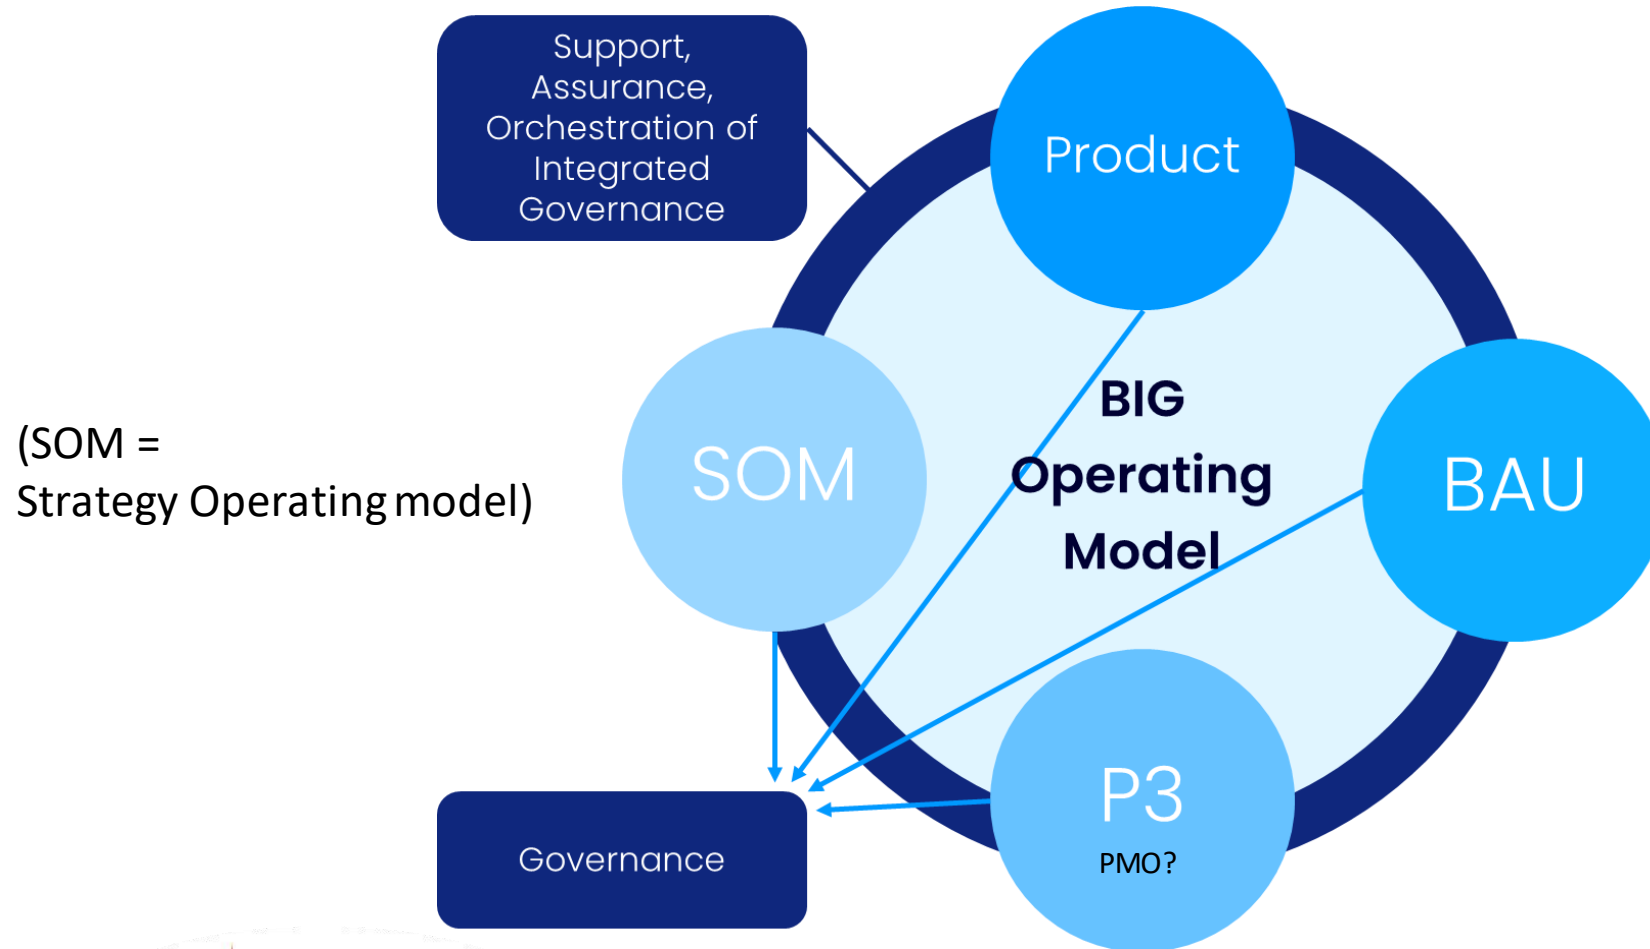 Support,
Assurance,
Orchestration of
Integrated
Governance
Product
BIG
Operating
Model
SOM
BAU
(SOM =
Strategy Operating model)
P3
PMO?
Governance